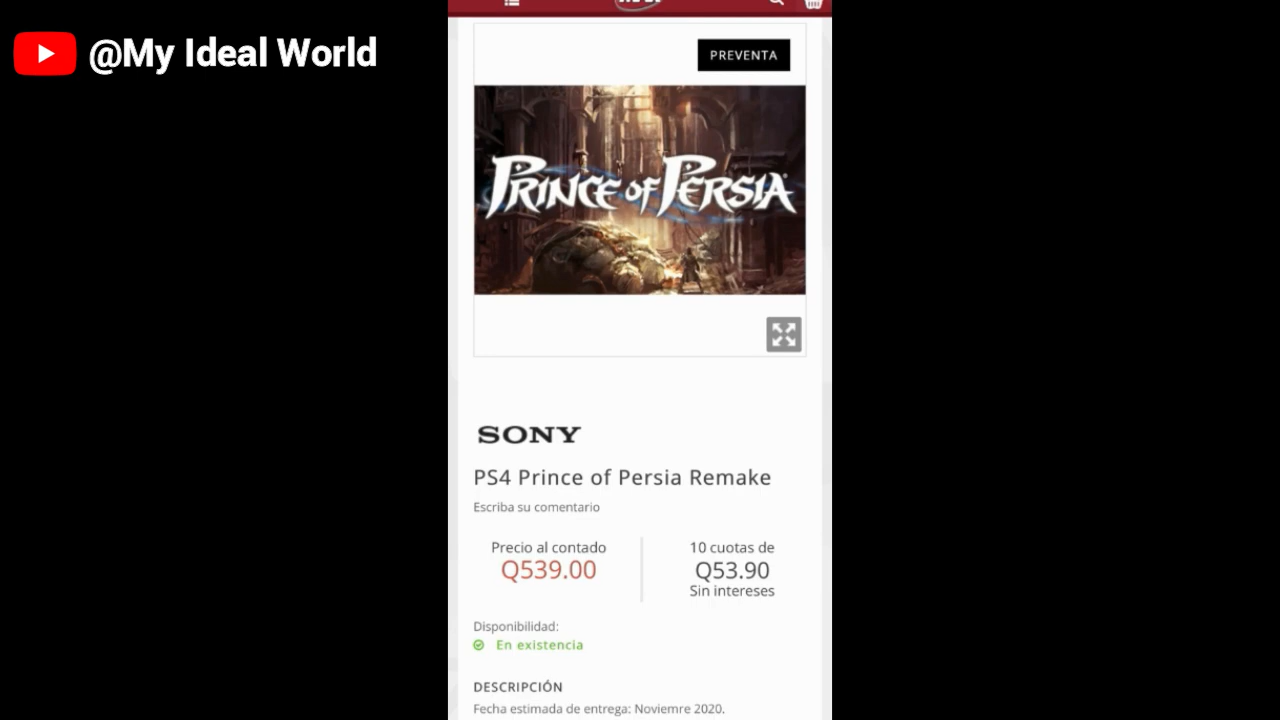 @My Ideal World
PREVENTA
PRINCE OF PERSIA
SONY
PS4 Prince of Persia Remake
Escriba su comentario
Precio al contado
Q539.00
10 cuotas de
Q53.90
Sin intereses
Disponibilidad:
En existencia
DESCRIPCIÓN
Fecha estimada de entrega: Noviemre 2020.